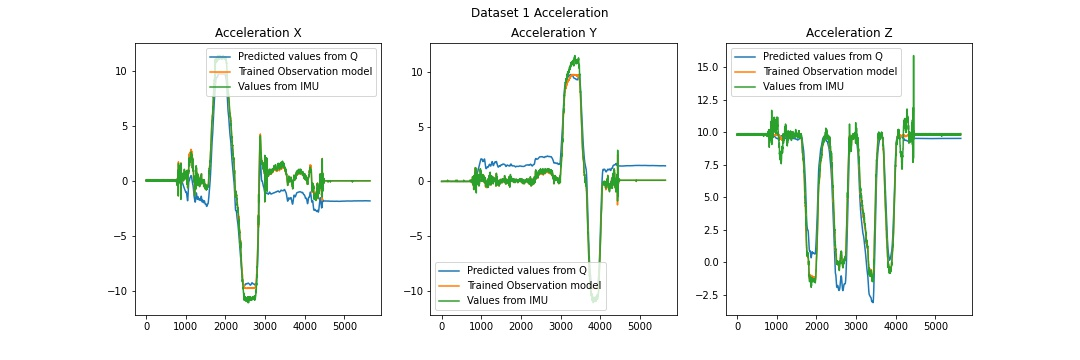 Dataset 1 Acceleration
Acceleration X
Predicted values from Q
Trained Observation model
Values from IMU
10
5
0
−5
−10
0 1000 2000 3000 4000 5000
Acceleration Y
10
5
0
−5
−10
Predicted values from Q
Trained Observation model
Values from IMU
0 1000 2000 3000 4000 5000
Acceleration Z
Predicted values from Q
Trained Observation model
Values from IMU
15.0
12.5
10.0
7.5
5.0
2.5
0.0
−2.5
0 1000 2000 3000 4000 5000